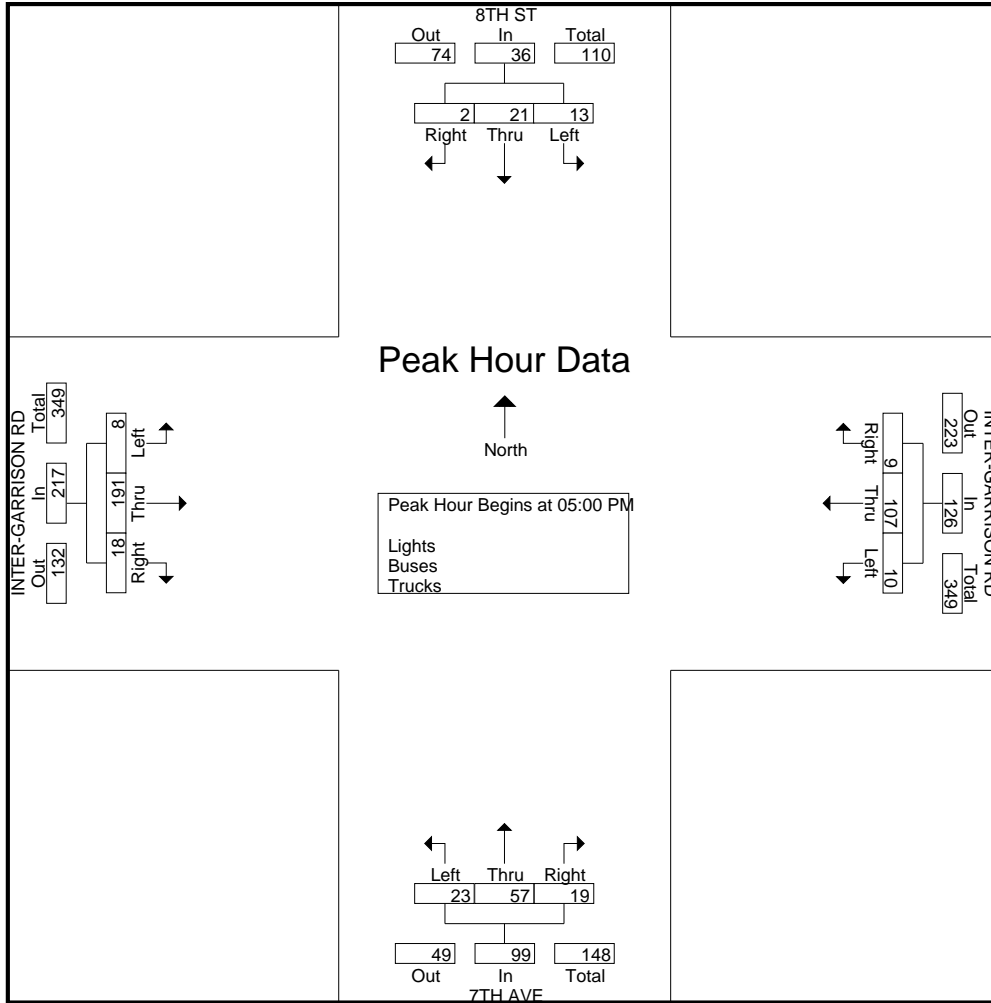 8TH ST
Out In Total
74 36 110
2 21 13
Right Thru Left
Peak Hour Data
North
Peak Hour Begins at 05:00 PM
Lights
Buses
Trucks
INTER-GARRISON RD
Total In Out
349 217 132
8 191 18
Left Thru Right
INTER-GARRISON RD
Out In Total
223 126 349
9 107 10
Right Thru Left
Left Thru Right
23 57 19
49 99 148
Out In Total
7TH AVE